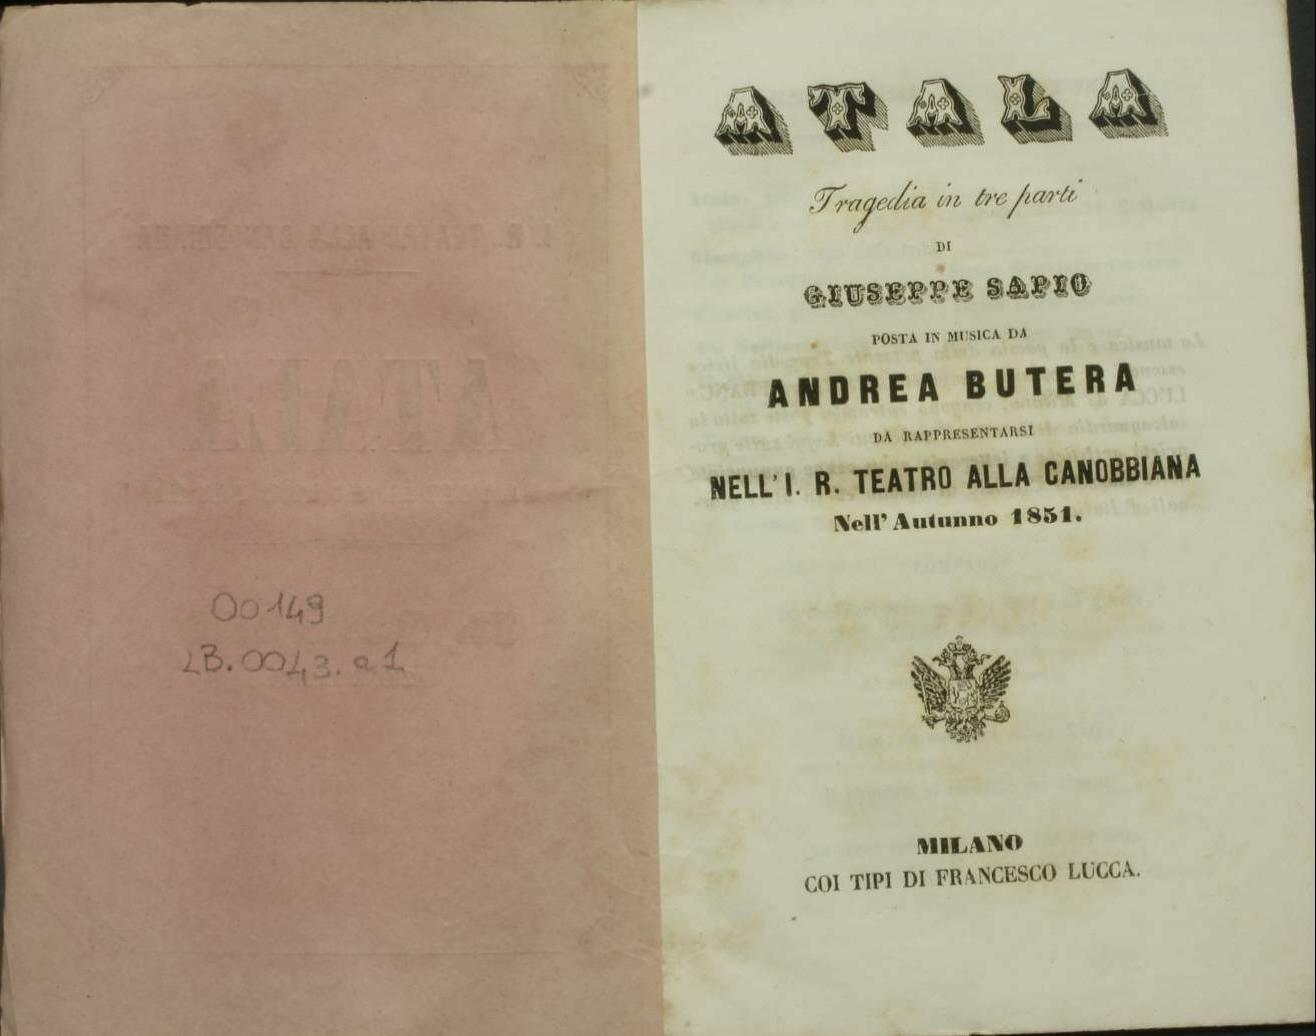 00149
LB.0043.a1
ATALA
Tragedia in tre parti
DI
GIUSEPPE SAPIO
POSTA IN MUSICA DA
ANDREA BUTERA
DA RAPPRESENTARSI
NELL' I. R. TEATRO ALLA CANOBBIANA
Nell' Autunno 1851.
MILANO
COI TIPI DI FRANCESCO LUCCA.